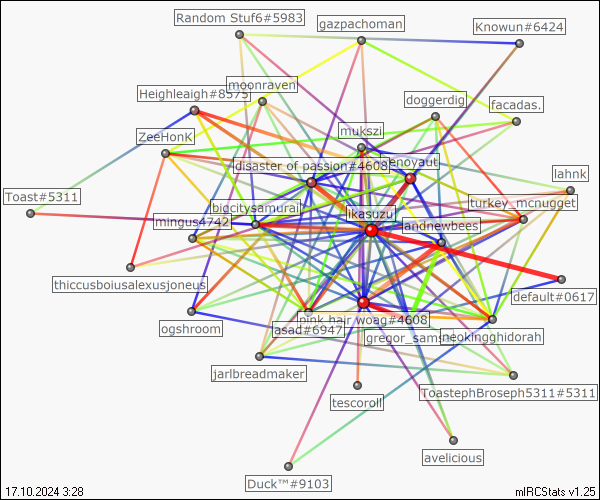 Random Stuf6#5983
gazpachoman
Knowun#6424
moonraven
Heighleaigh#8575
doggerdig
facadas.
mukszi
ZeeHonK
disaster of passion#4608
enoyaut
lahnk
Toast#5311
bigcitysamurai
ikasuzu
turkey_mcnugget
mingus4742
landnewbees
thiccusboiusalexusjoneus
default#0617
ogshroom
asad#6947
pink hair woag#4608
gregor_sams
neokingghidorah
jarlbreadmaker
ToastephBroseph5311#5311
tescoroll
avelicious
Duck™#9103
17.10.2024 3:28
mIRCStats v1.25